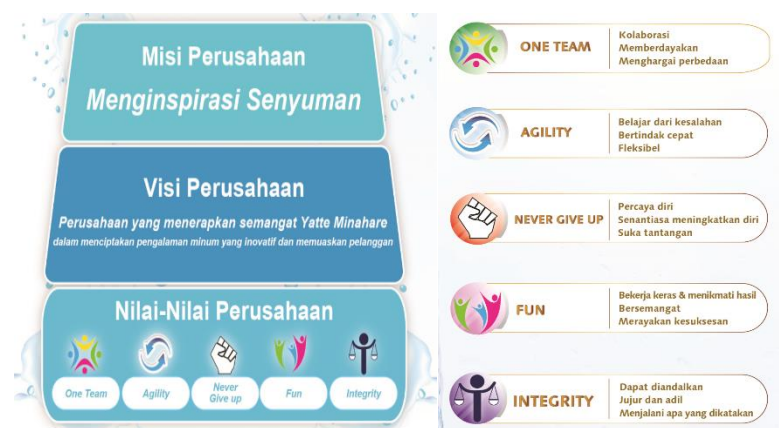 Misi Perusahaan
Menginspirasi Senyuman
Visi Perusahaan
Perusahaan yang menerapkan semangat Yatte Minahare
dalam menciptakan pengalaman minum yang inovatif dan memuaskan pelanggan
Nilai-Nilai Perusahaan
One Team
Agility
Never
Give up
Fun
Integrity
ONE TEAM
Kolaborasi
Memberdayakan
Menghargai perbedaan
AGILITY
Belajar dari kesalahan
Bertindak cepat
Fleksibel
NEVER GIVE UP
Percaya diri
Senantiasa meningkatkan diri
Suka tantangan
FUN
Bekerja keras & menikmati hasil
Bersemangat
Merayakan kesuksesan
INTEGRITY
Dapat diandalkan
Jujur dan adil
Menjalani apa yang dikatakan